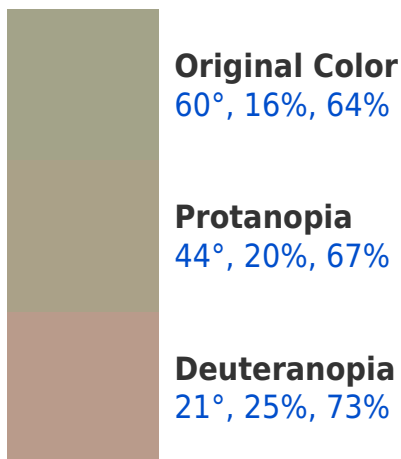 Original Color
60°, 16%, 64%
Protanopia
44°, 20%, 67%
Deuteranopia
21°, 25%, 73%